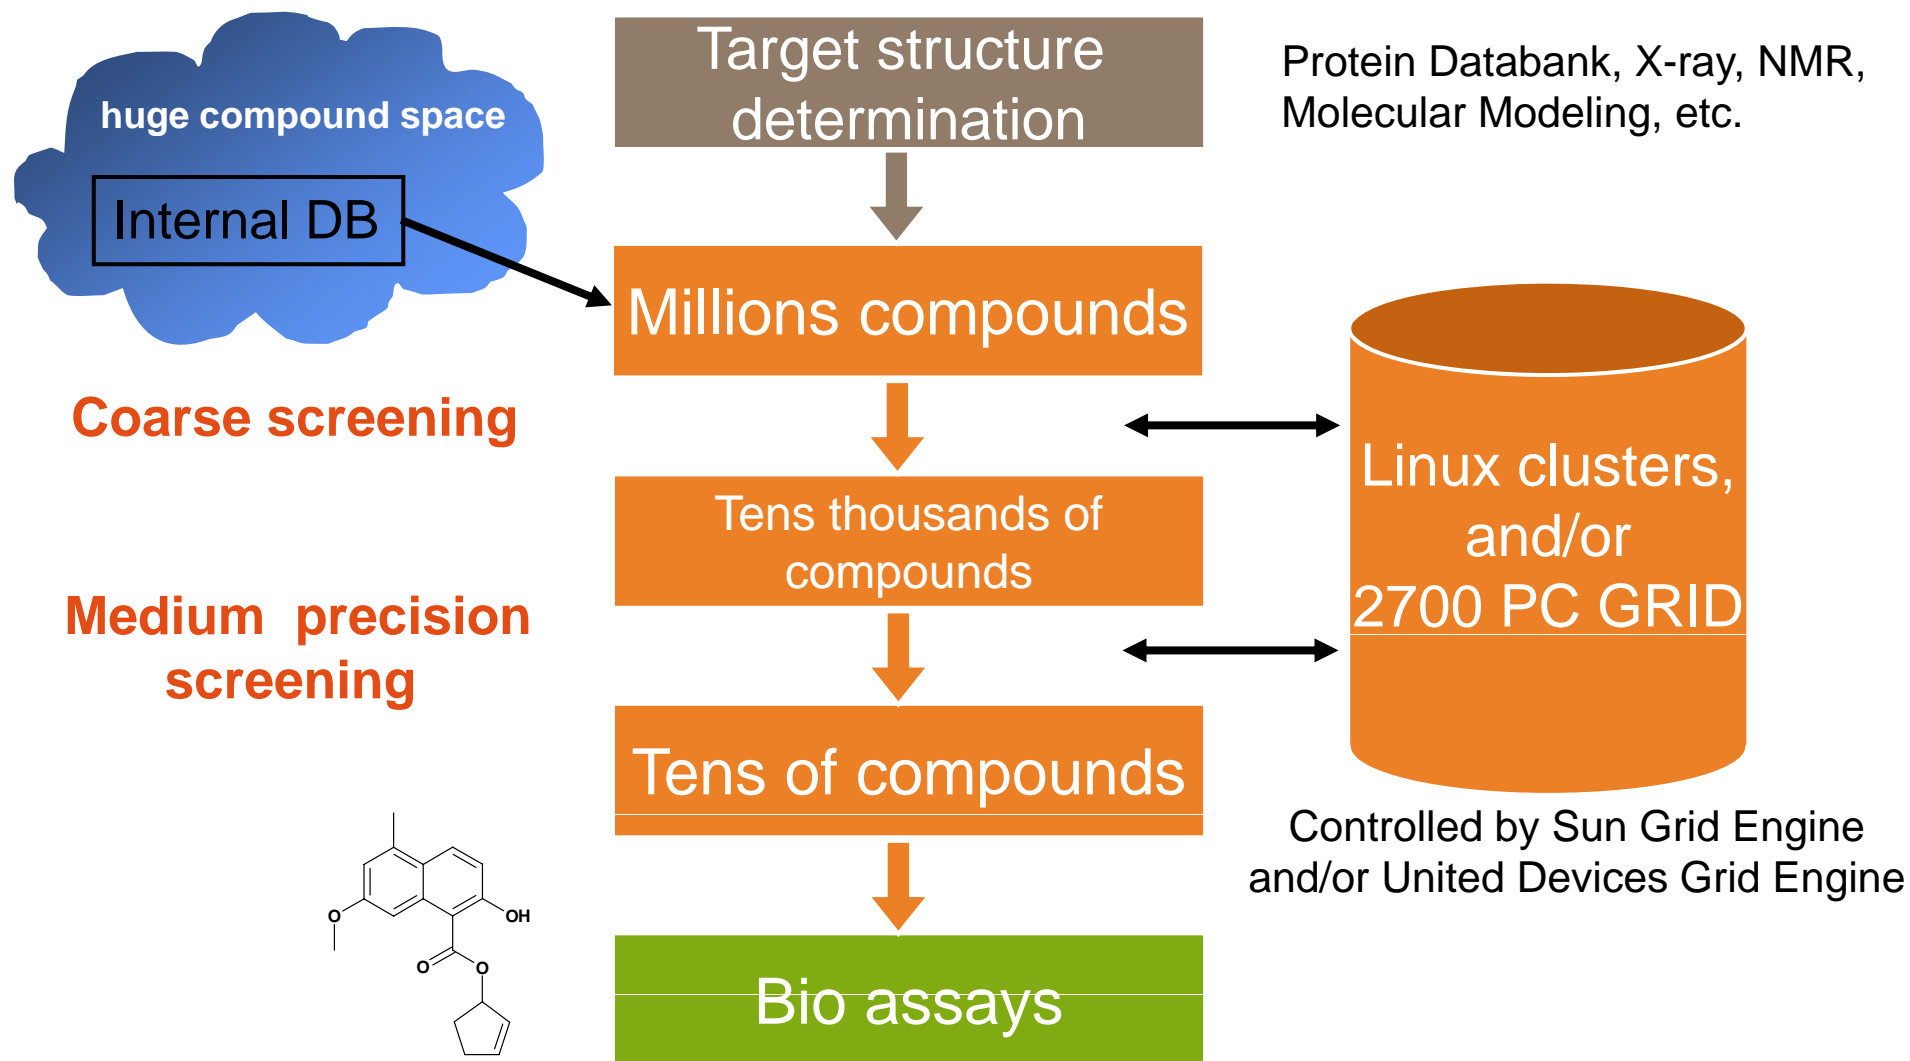 huge compound space
Internal DB
Target structure
determination
Protein Databank, X-ray, NMR,
Molecular Modeling, etc.
Millions compounds
Coarse screening
Tens thousands of
compounds
Medium precision
screening
Linux clusters,
and/or
2700 PC GRID
Tens of compounds
Controlled by Sun Grid Engine
and/or United Devices Grid Engine
O
OH
O
O
Bio assays